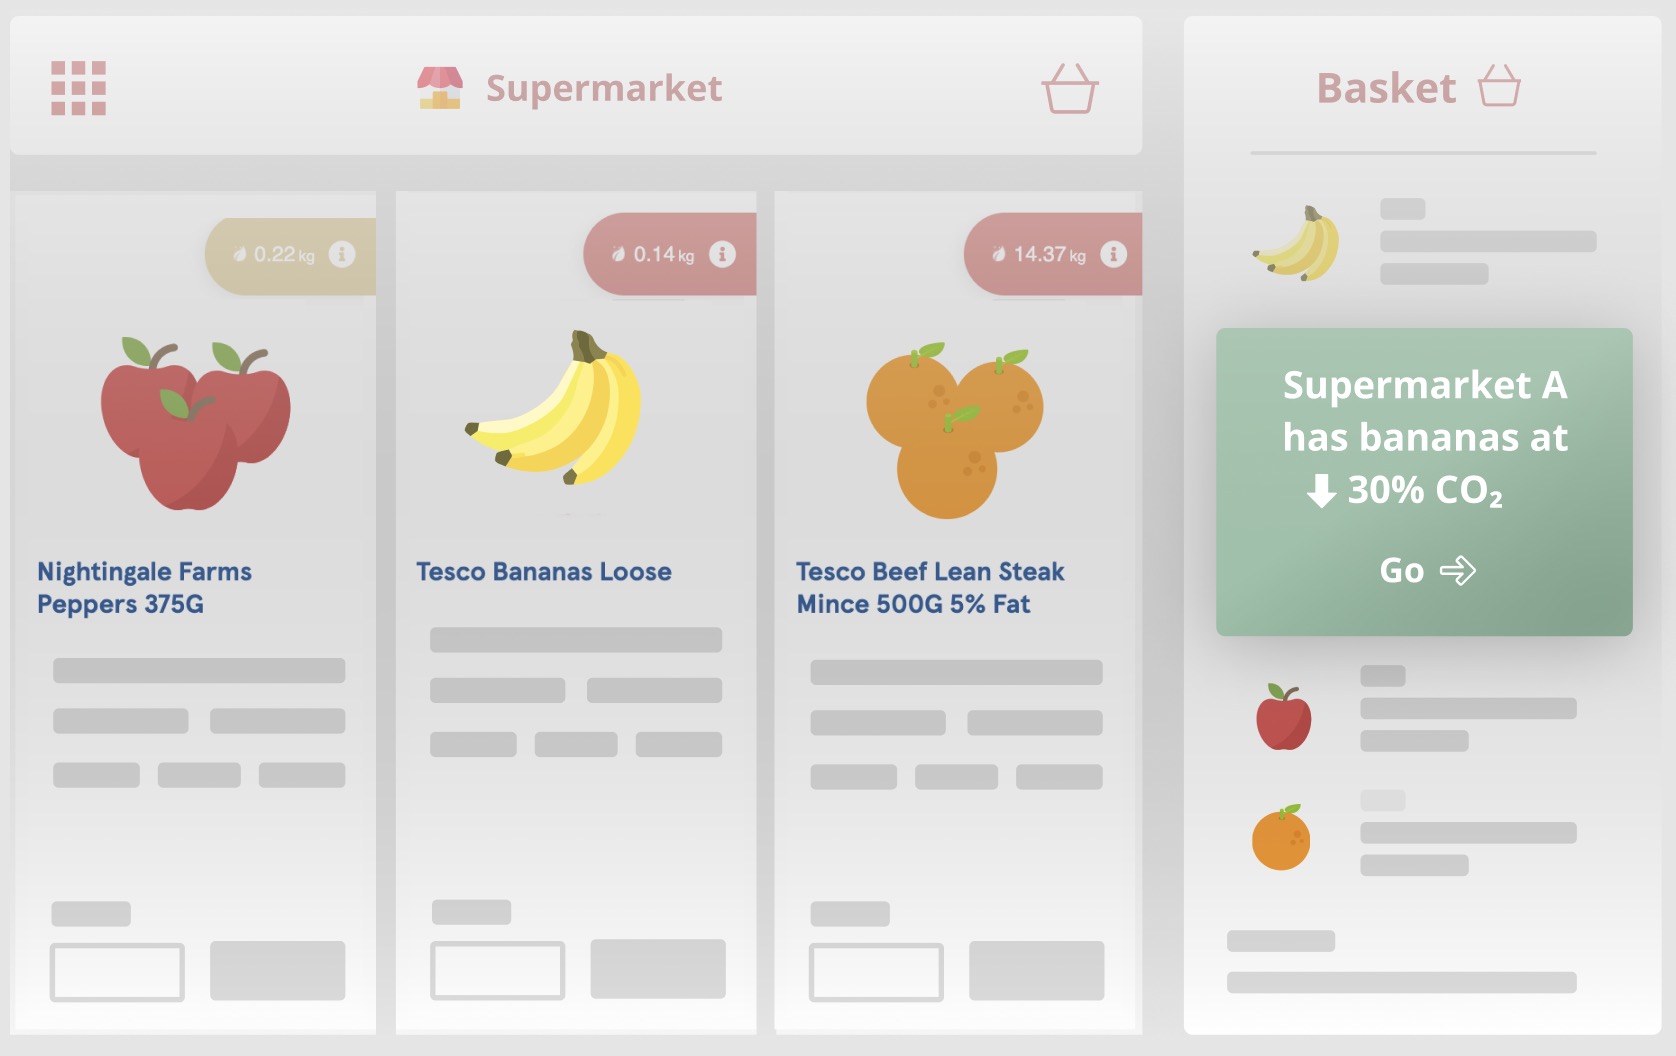 Supermarket
Basket
0.22 kg
0.14 kg
14.37 kg
Nightingale Farms
Peppers 375G
Tesco Bananas Loose
Tesco Beef Lean Steak
Mince 500G 5% Fat
Supermarket A
has bananas at
30% CO₂
Go